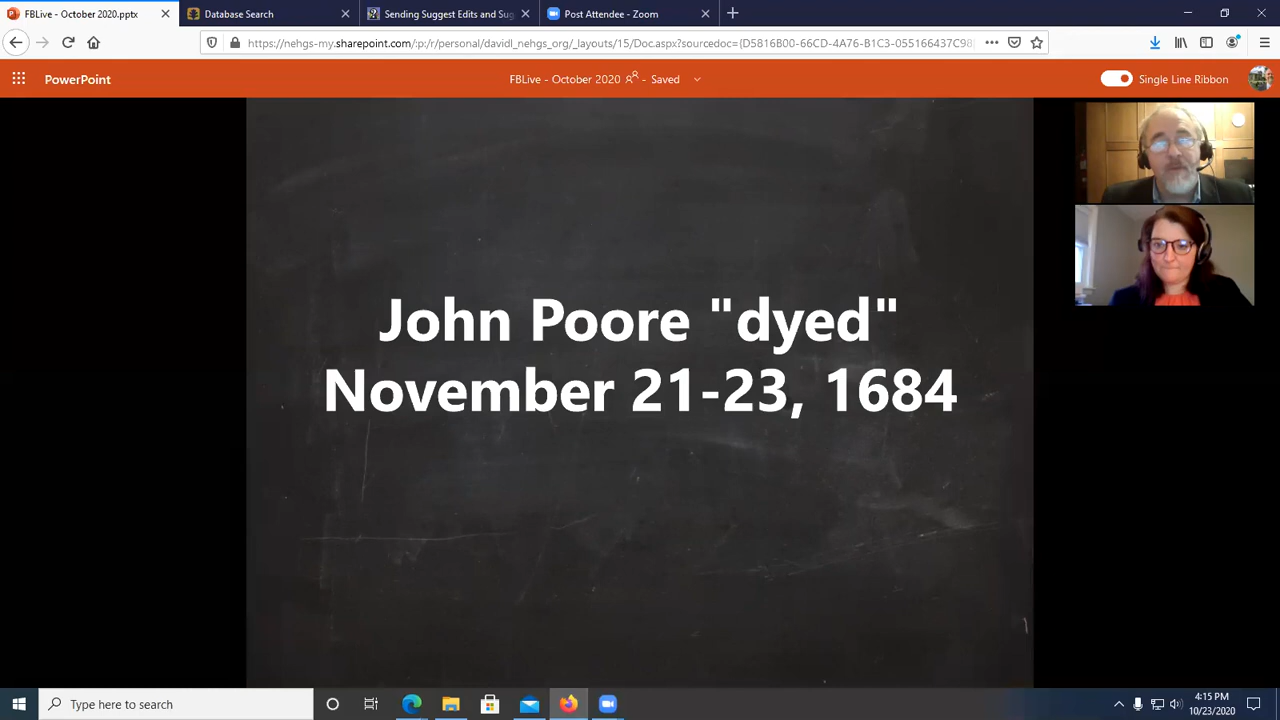 FBLive - October 2020.pptx
Database Search
Sending Suggest Edits and Sug
Post Attendee - Zoom
https://nehgs-my.sharepoint.com/:p:/r/personal/davidl_nehgs_org/_layouts/15/Doc.aspx?sourcedoc={D5816B00-66CD-4A76-B1C3-055166437C98
PowerPoint
FBLive - October 2020 - Saved
Single Line Ribbon
John Poore "dyed"
November 21-23, 1684
Type here to search
4:15 PM
10/23/2020